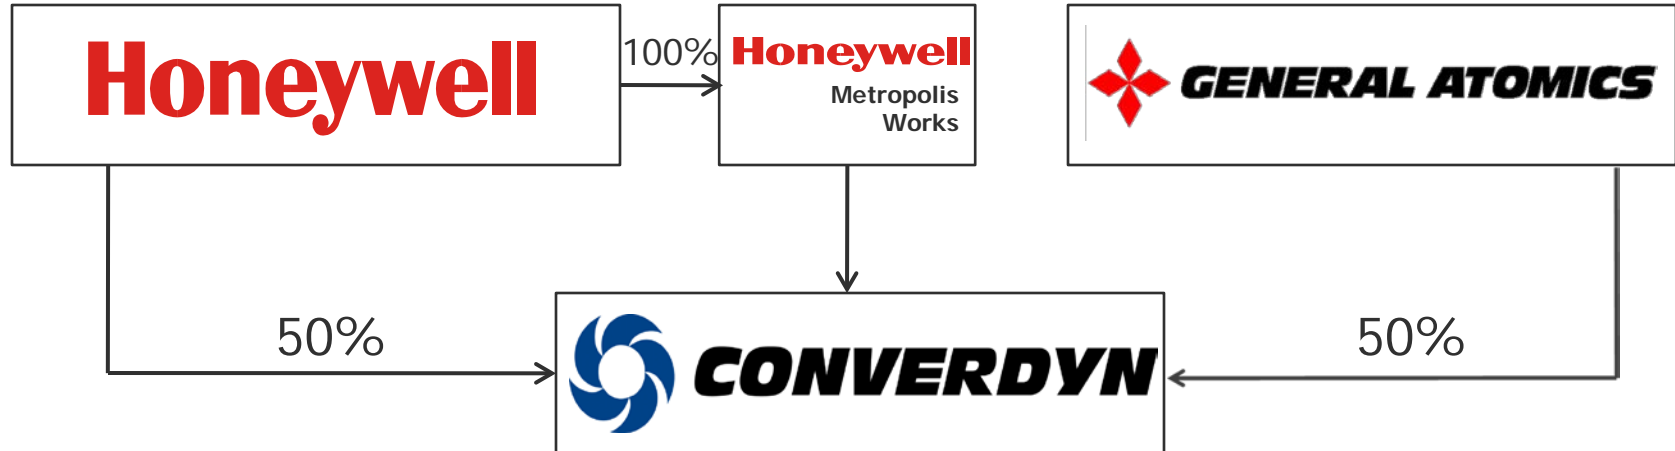 Honeywell
100%
Honeywell
Metropolis
Works
GENERAL ATOMICS
50%
CONVERDYN
50%